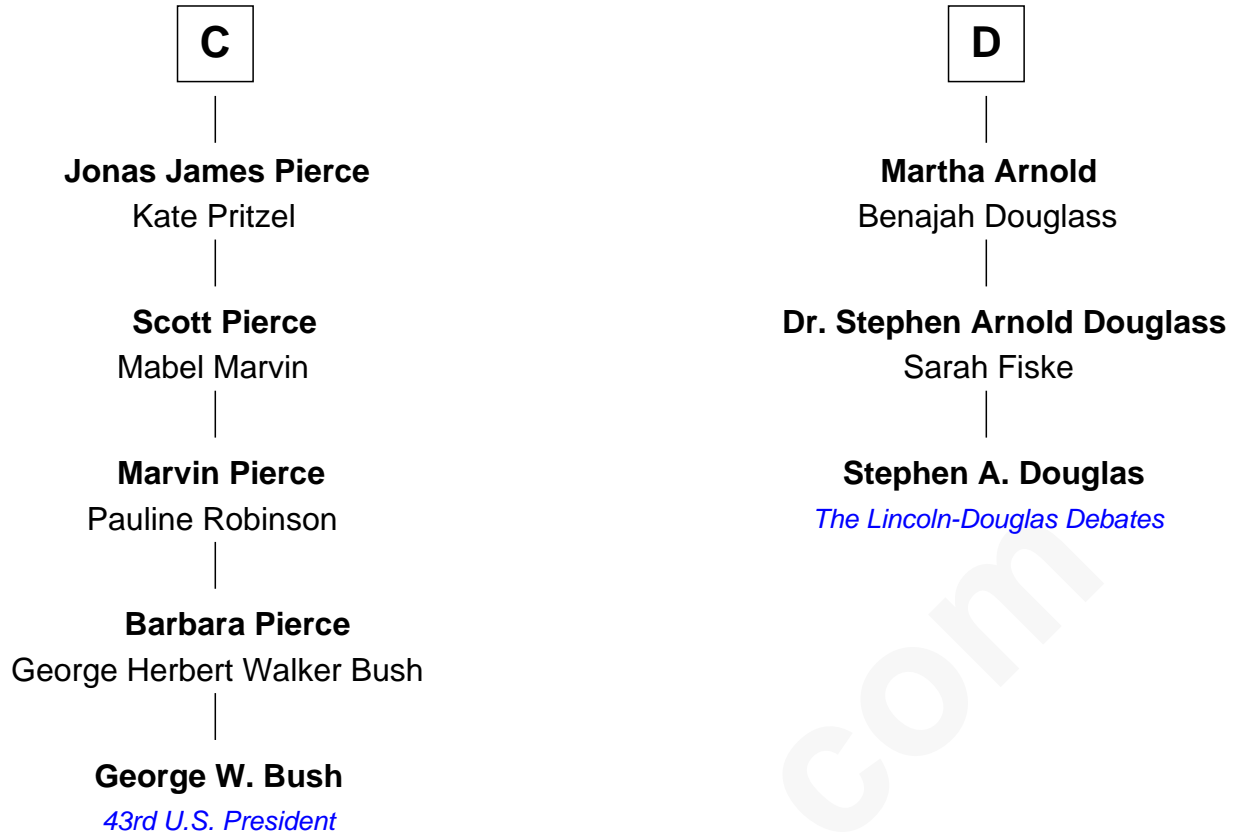 C
Jonas James Pierce
Kate Pritzel
Scott Pierce
Mabel Marvin
Marvin Pierce
Pauline Robinson
Barbara Pierce
George Herbert Walker Bush
George W. Bush
43rd U.S. President
D
Martha Arnold
Benajah Douglass
Dr. Stephen Arnold Douglass
Sarah Fiske
Stephen A. Douglas
The Lincoln-Douglas Debates
com